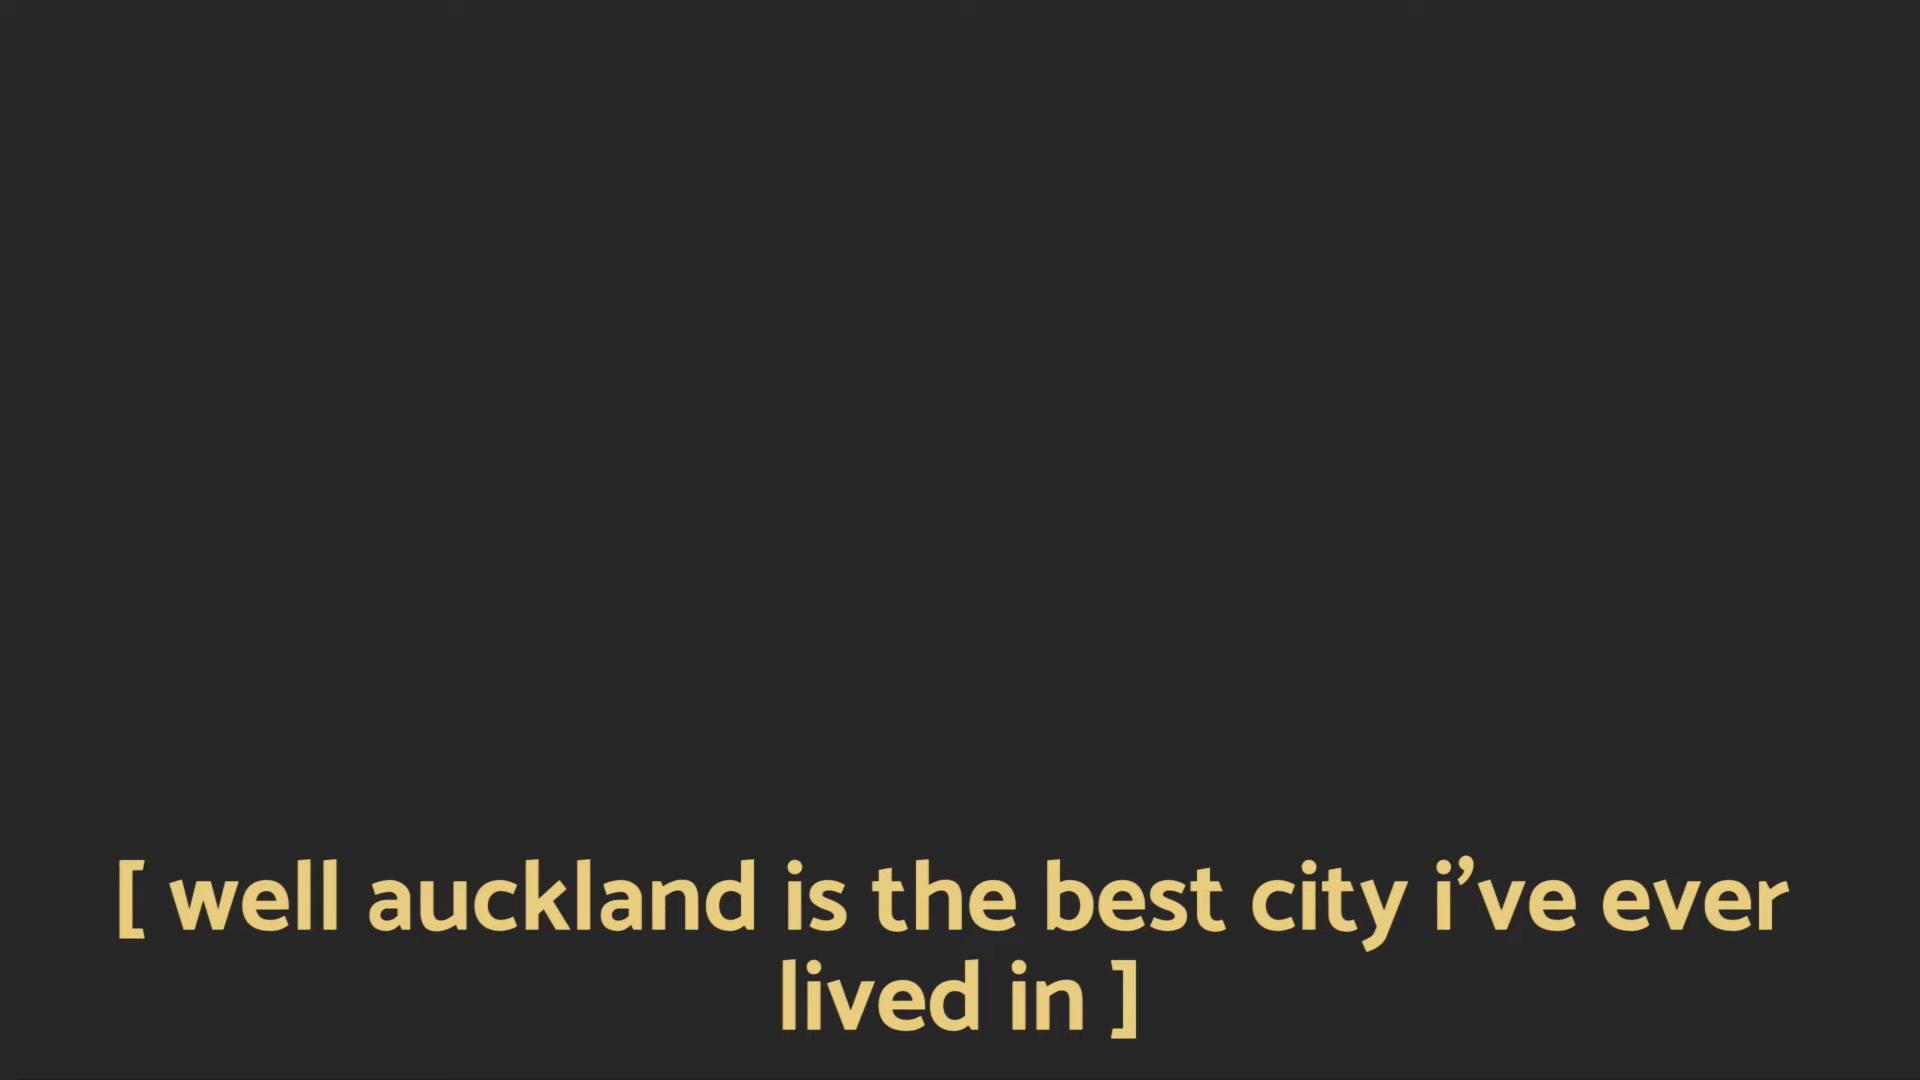 [ well auckland is the best city i’ve ever
lived in ]